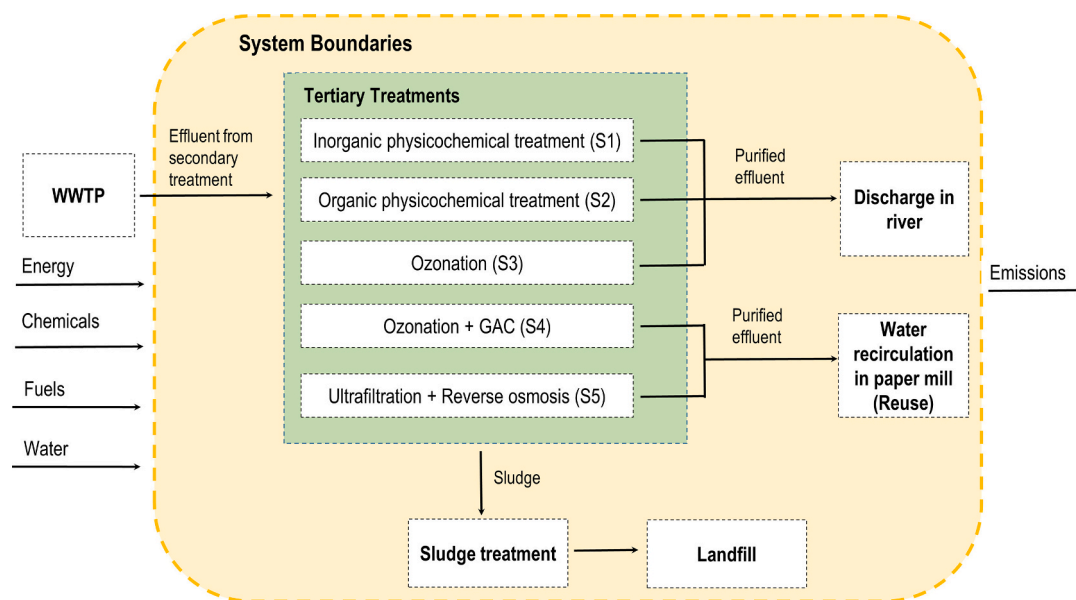 System Boundaries
Tertiary Treatments
Effluent from
secondary
treatment
WWTP
Inorganic physicochemical treatment (S1)
Organic physicochemical treatment (S2)
Ozonation (S3)
Ozonation + GAC (S4)
Ultrafiltration + Reverse osmosis (S5)
Purified
effluent
Discharge in
river
Purified
effluent
Water
recirculation
in paper mill
(Reuse)
Energy
Chemicals
Fuels
Water
Emissions
Sludge
Sludge treatment
Landfill